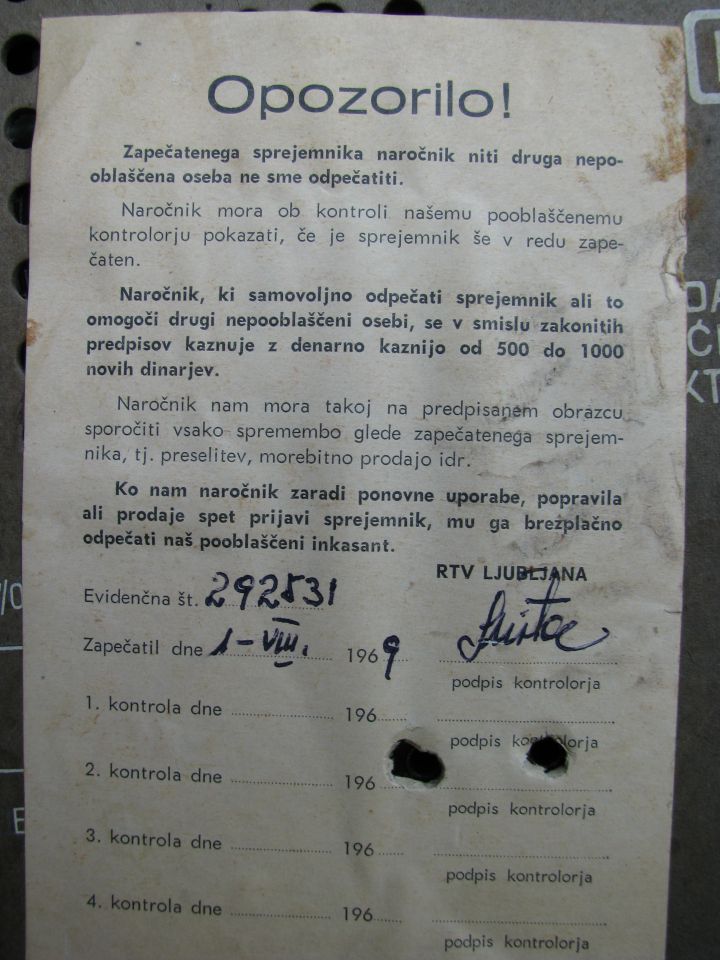 Opozorilo!
Zapečatenega sprejemnika naročnik niti druga nepo-
oblaščena oseba ne sme odpečatiti.
Naročnik mora ob kontroli našemu pooblaščenemu
kontrolorju pokazati, če je sprejemnik še v redu zape-
čaten.
Naročnik, ki samovoljno odpečati sprejemnik ali to
omogoči drugi nepooblaščeni osebi, se v smislu zakonitih
predpisov kaznuje z denarno kaznijo od 500 do 1000
novih dinarjev.
Naročnik nam mora takoj na predpisanem obrazcu
sporočiti vsako spremembo glede zapečatenega sprejem-
nika, tj. preselitev, morebitno prodajo idr.
Ko nam naročnik zaradi ponovne uporabe, popravila
ali prodaje spet prijavi sprejemnik, mu ga brezplačno
odpečati naš pooblaščeni inkasant.
RTV LJUBLJANA
Evidenčna št. 292831
Zapečatil dne 1-VIII. 1969
podpis kontrolorja
1. kontrola dne 196
podpis kontrolorja
2. kontrola dne 196
podpis kontrolorja
3. kontrola dne 196
podpis kontrolorja
4. kontrola dne 196
podpis kontrolorja